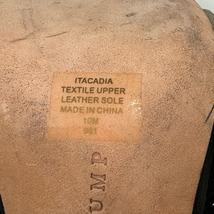 ITACADIA
TEXTILE UPPER
LEATHER SOLE
MADE IN CHINA
10M
UMP